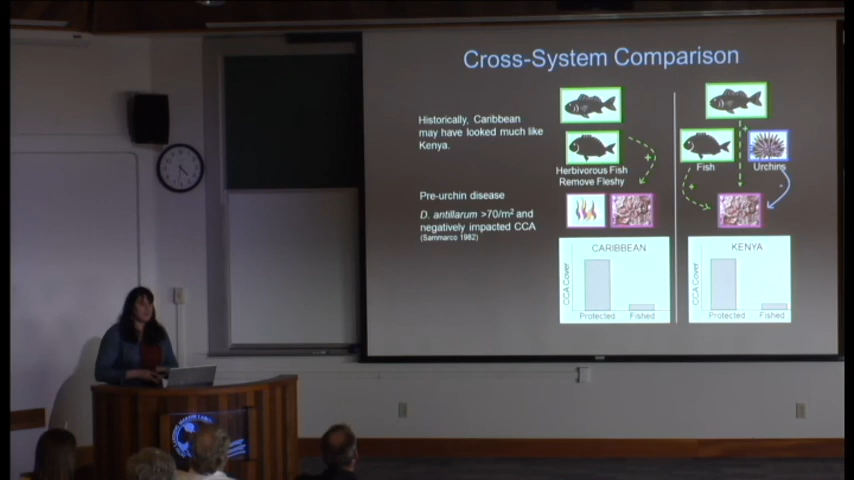 Cross-System Comparison
Historically, Caribbean
may have looked much like
Kenya.
Pre-urchin disease
D. antillarum >70/m² and
negatively impacted CCA
(Sammarco 1982)
Herbivorous Fish
Remove Fleshy
+
Fish
Urchins
+
+
-
CARIBBEAN
CCA Cover
Protected
Fished
KENYA
CCA Cover
Protected
Fished